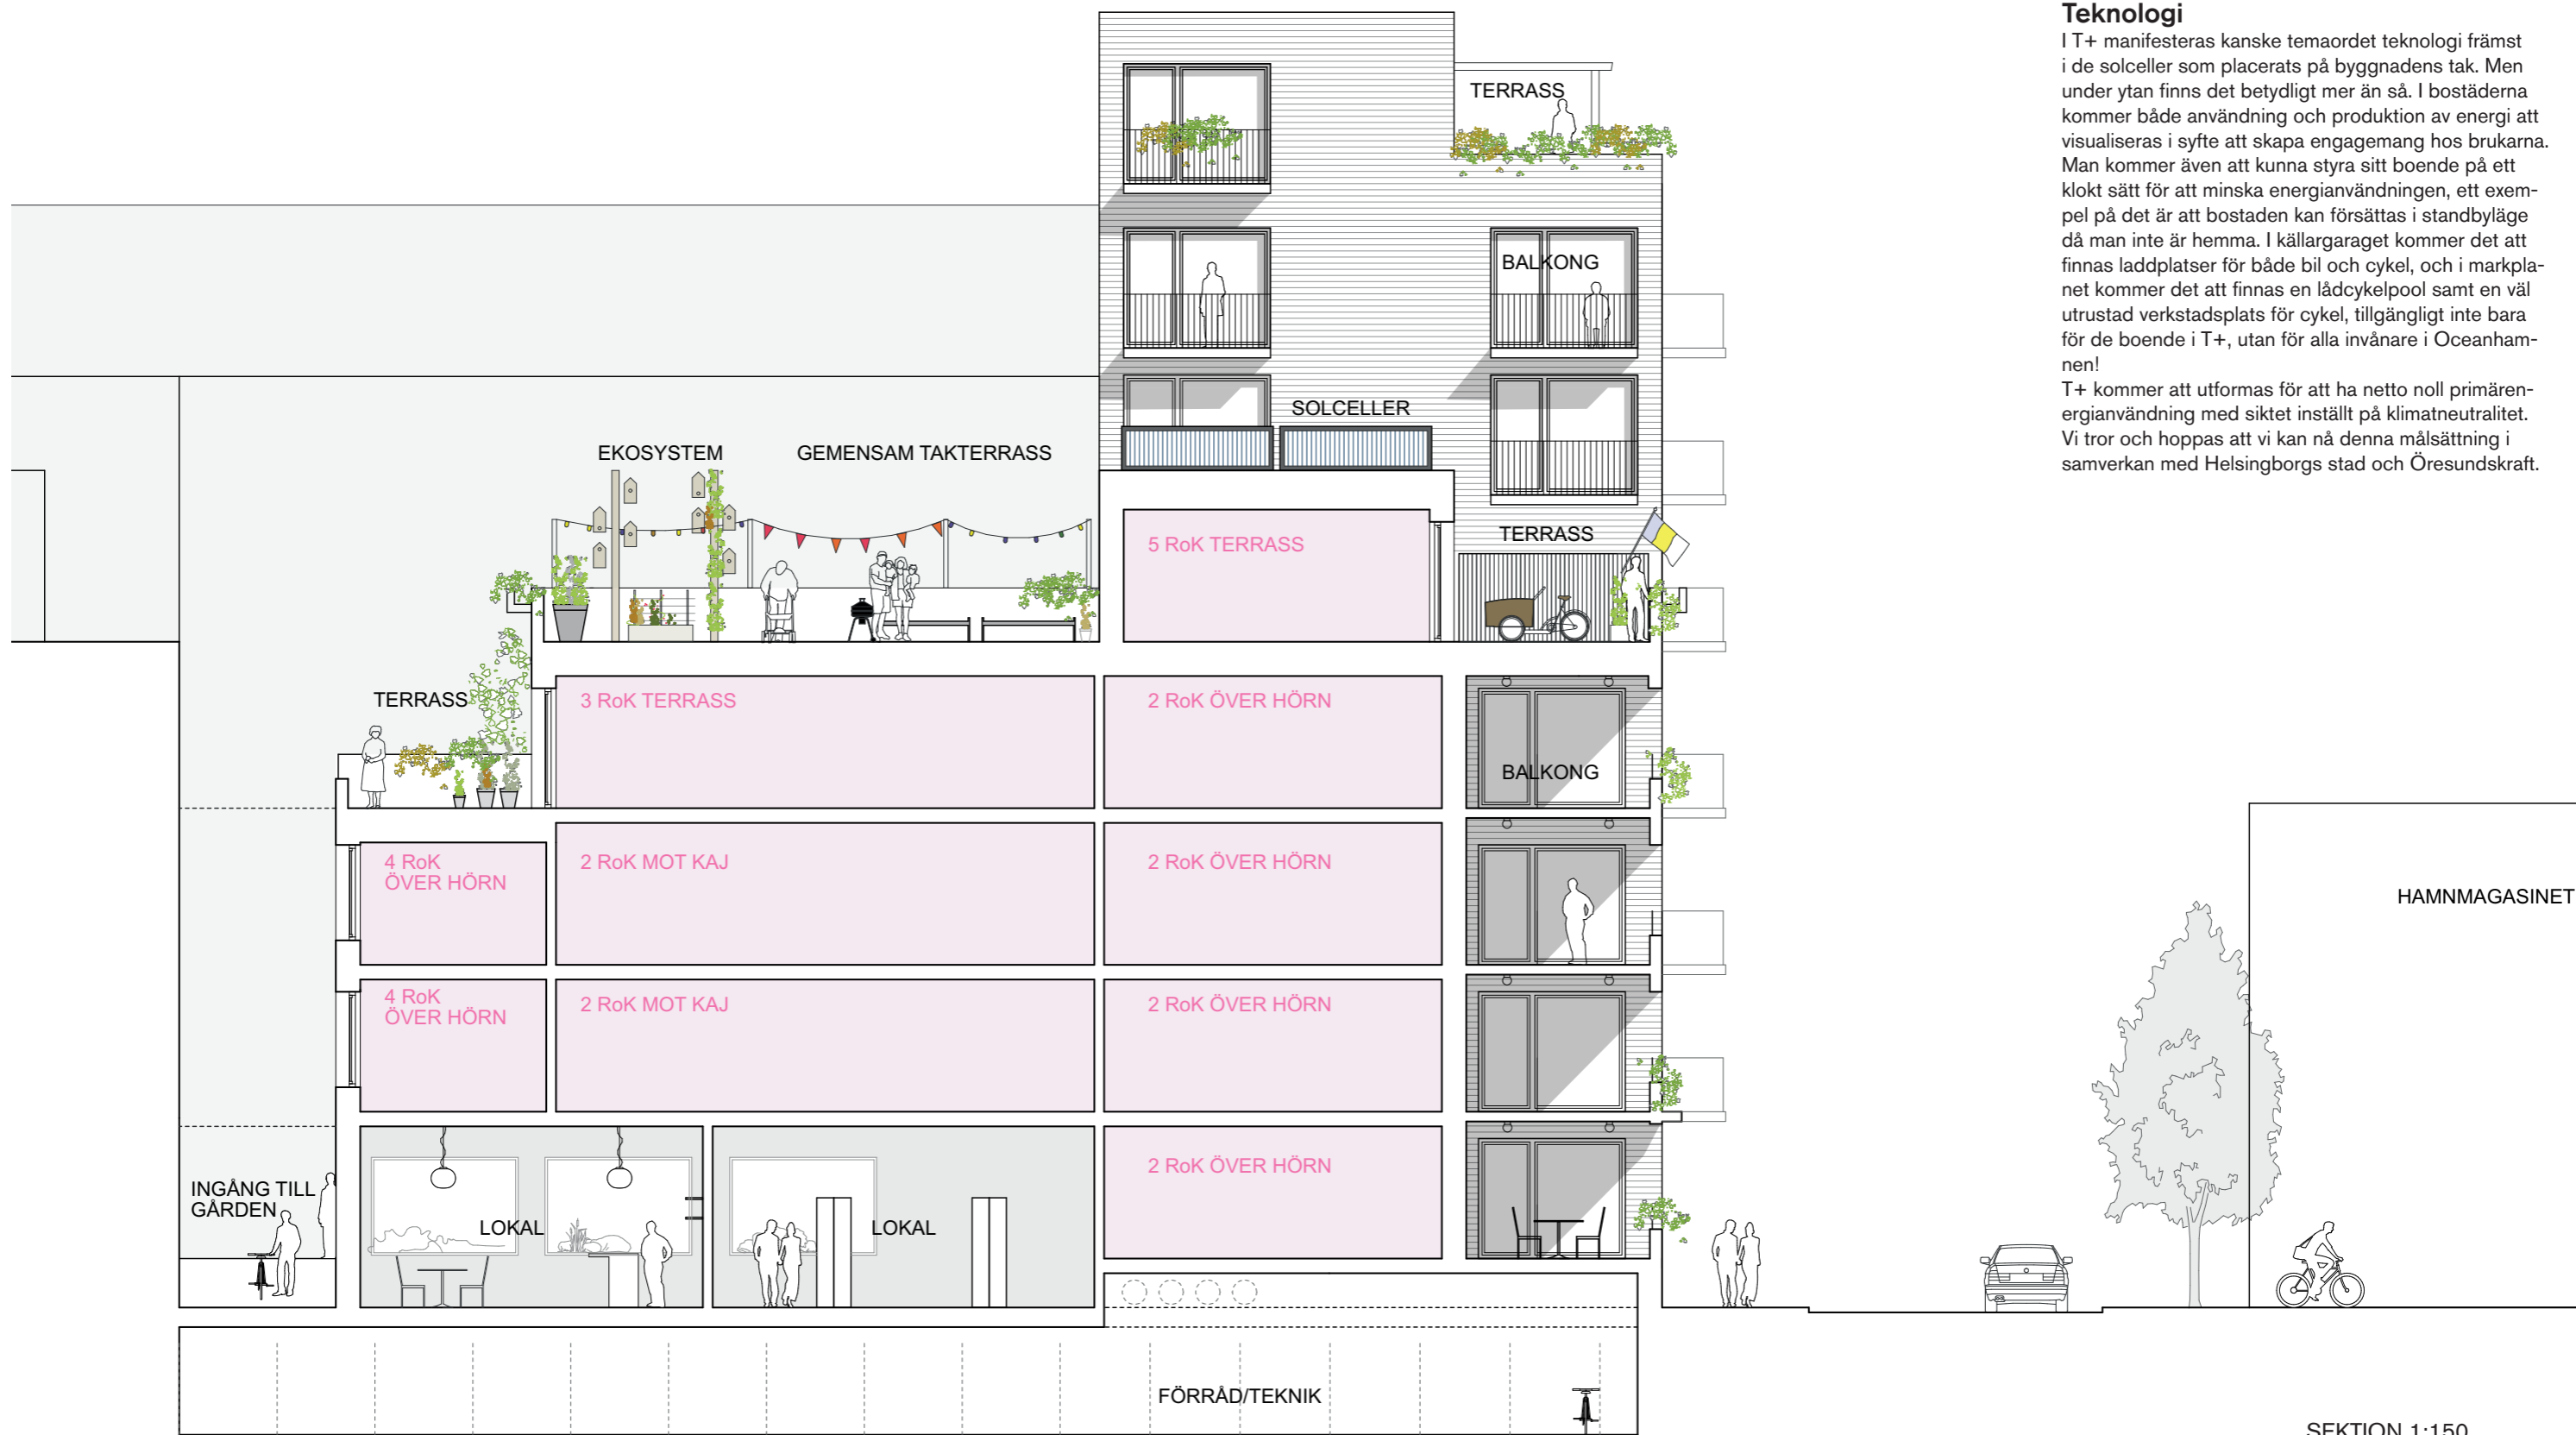 Teknologi
I T+ manifesteras kanske temaordet teknologi främst
i de solceller som placerats på byggnadens tak. Men
under ytan finns det betydligt mer än så. I bostäderna
kommer både användning och produktion av energi att
visualiseras i syfte att skapa engagemang hos brukarna.
Man kommer även att kunna styra sitt boende på ett
klokt sätt för att minska energianvändningen, ett exem-
pel på det är att bostaden kan försättas i standbyläge
då man inte är hemma. I källargaraget kommer det att
finnas laddplatser för både bil och cykel, och i markpla-
net kommer det att finnas en lådcykelpool samt en väl
utrustad verkstadsplats för cykel, tillgängligt inte bara
för de boende i T+, utan för alla invånare i Oceanham-
nen!
T+ kommer att utformas för att ha netto noll primären-
ergianvändning med siktet inställt på klimatneutralitet.
Vi tror och hoppas att vi kan nå denna målsättning i
samverkan med Helsingborgs stad och Öresundskraft.
TERRASS
BALKONG
SOLCELLER
EKOSYSTEM
GEMENSAM TAKTERRASS
5 RoK TERRASS
TERRASS
TERRASS
3 RoK TERRASS
2 RoK ÖVER HÖRN
BALKONG
4 RoK
ÖVER HÖRN
2 RoK MOT KAJ
2 RoK ÖVER HÖRN
HAMNMAGASINET
4 RoK
ÖVER HÖRN
2 RoK MOT KAJ
2 RoK ÖVER HÖRN
2 RoK ÖVER HÖRN
INGÅNG TILL
GÅRDEN
LOKAL
LOKAL
FÖRRÅD/TEKNIK
SEKTION 1:150